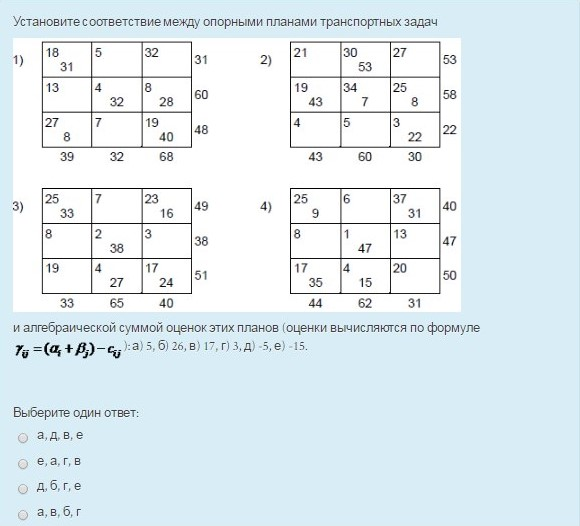 Установите соответствие между опорными планами транспортных задач
1) 18 31 5 32 31
13 4 32 8 28 60
27 8 7 19 40 48
39 32 68
2) 21 30 53 27 53
19 43 34 7 25 8 58
4 5 3 22 22
43 60 30
3) 25 33 7 23 16 49
8 2 38 3 38
19 4 27 17 24 51
33 65 40
4) 25 9 6 37 31 40
8 1 47 13 47
17 35 4 15 20 50
44 62 31
и алгебраической суммой оценок этих планов (оценки вычисляются по формуле
γij = (αi + βj) − cij ): а) 5, б) 26, в) 17, г) 3, д) -5, е) -15.
Выберите один ответ:
а, д, в, е
е, а, г, в
д, б, г, е
а, в, б, г